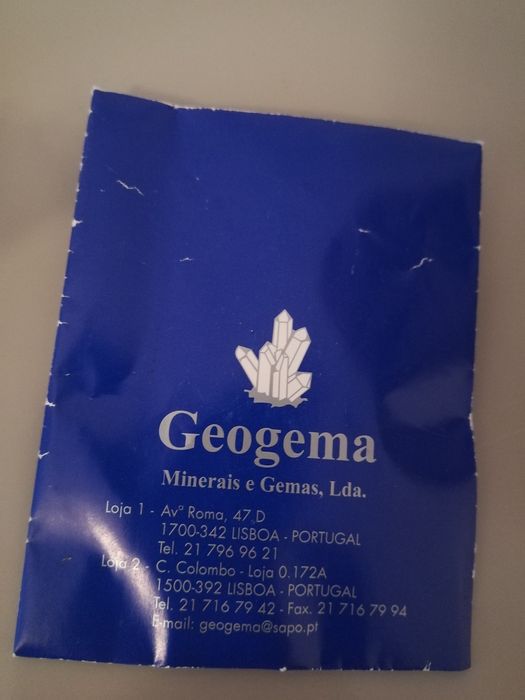 Geogema
Minerais e Gemas, Lda.
Loja 1 - Avª Roma, 47 D
1700-342 LISBOA - PORTUGAL
Tel. 21 796 96 21
Loja 2 - C. Colombo - Loja 0.172A
1500-392 LISBOA - PORTUGAL
Tel. 21 716 79 42 - Fax. 21 716 79 94
E-mail: geogema@sapo.pt